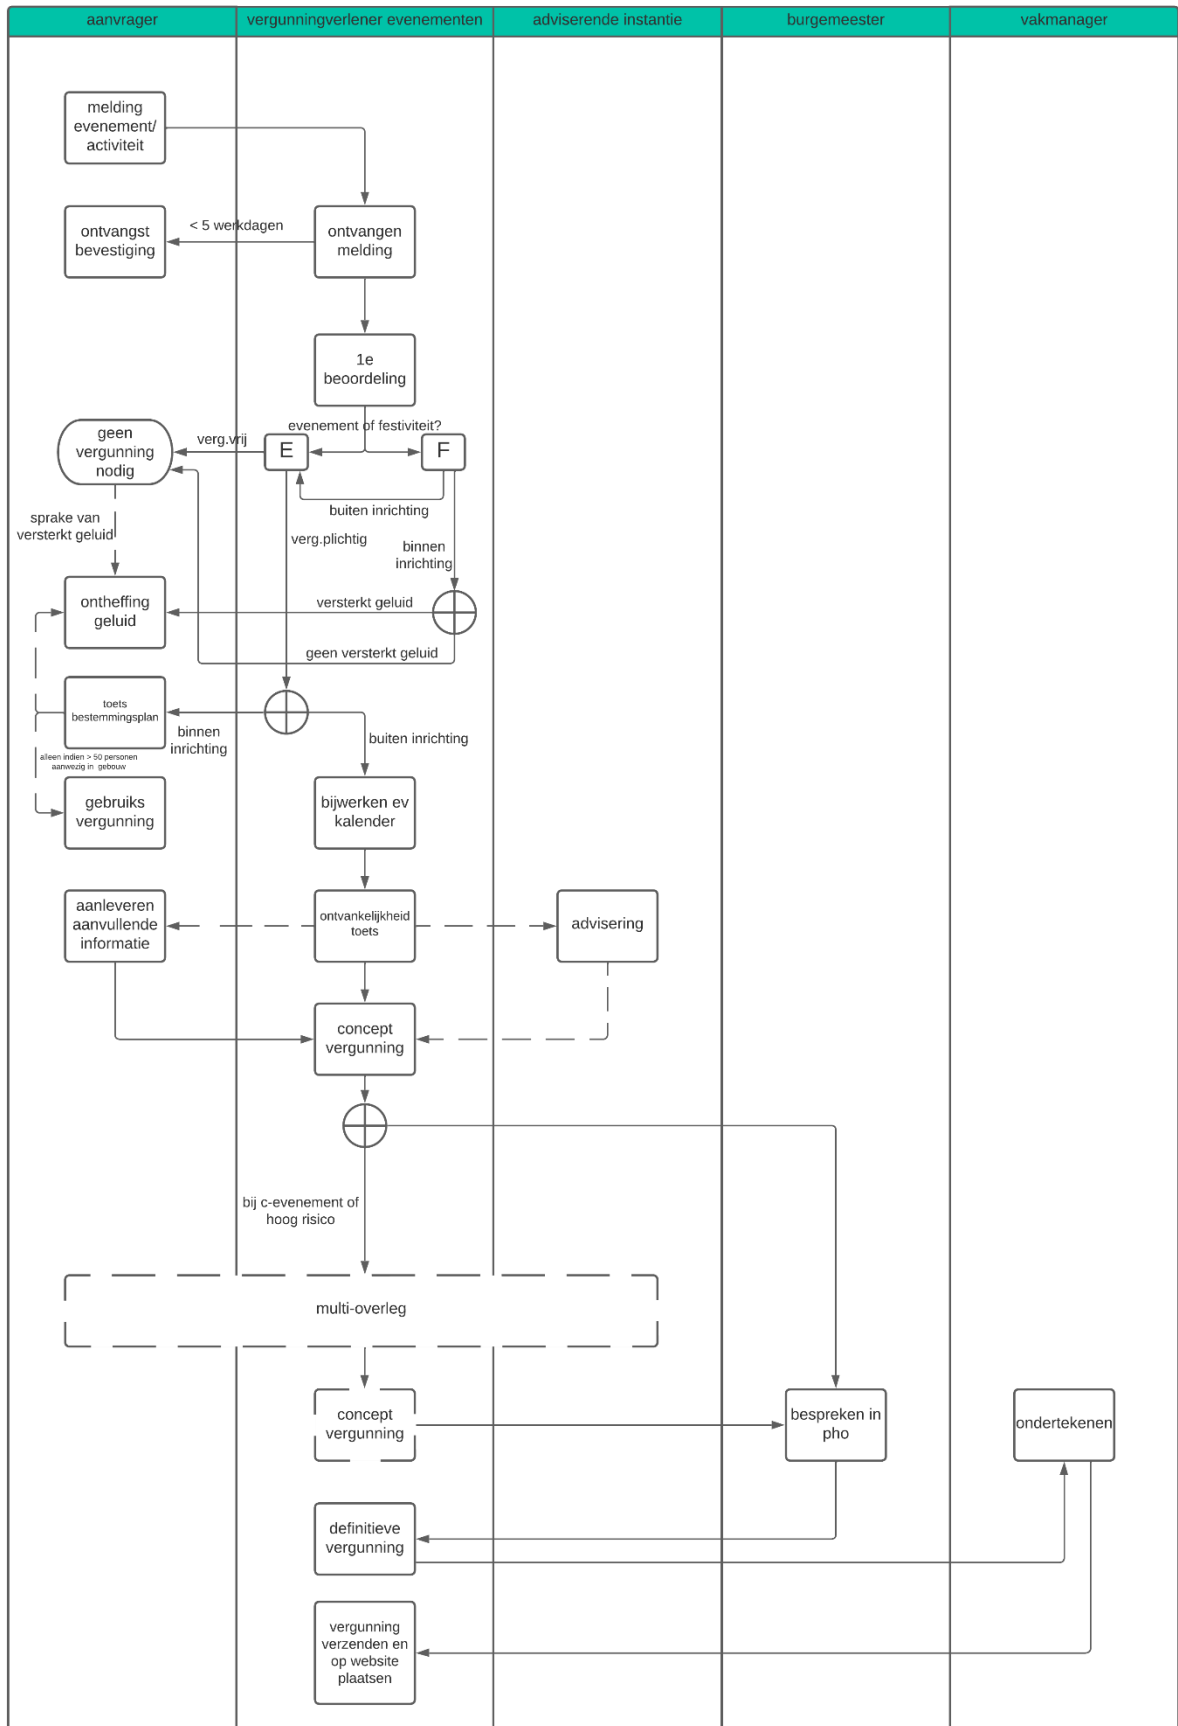 aanvrager
vergunningverlener evenementen
adviserende instantie
burgemeester
vakmanager
melding
evenement/
activiteit
ontvangst
bevestiging
< 5 werkdagen
ontvangen
melding
1e
beoordeling
evenement of festiviteit?
geen
vergunning
nodig
verg.vrij
E
F
buiten inrichting
sprake van
versterkt geluid
verg.plichtig
binnen
inrichting
ontheffing
geluid
versterkt geluid
geen versterkt geluid
toets
bestemmingsplan
binnen
inrichting
buiten inrichting
alleen indien > 50 personen
aanwezig in gebouw
gebruiks
vergunning
bijwerken ev
kalender
aanleveren
aanvullende
informatie
ontvankelijkheid
toets
advisering
concept
vergunning
bij c-evenement of
hoog risico
multi-overleg
concept
vergunning
bespreken in
pho
ondertekenen
definitieve
vergunning
vergunning
verzenden en
op website
plaatsen